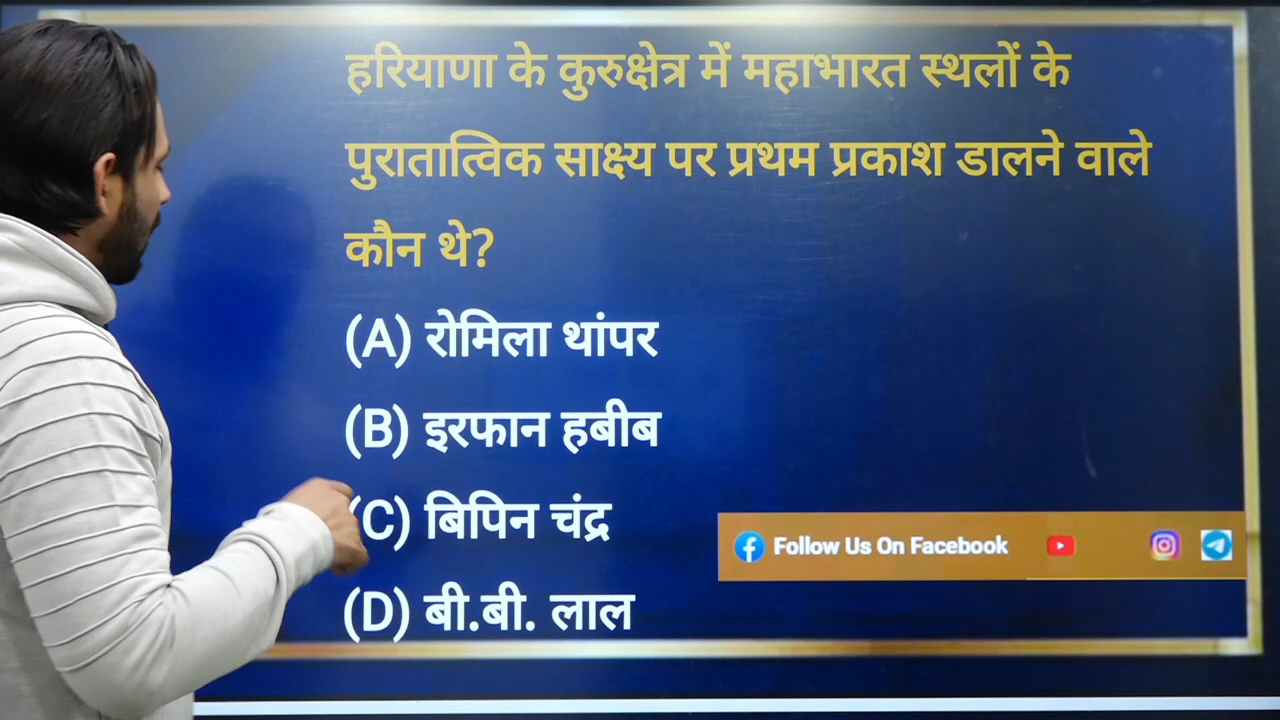 हरियाणा के कुरुक्षेत्र में महाभारत स्थलों के
पुरातात्विक साक्ष्य पर प्रथम प्रकाश डालने वाले
कौन थे?
(A) रोमिला थांपर
(B) इरफान हबीब
(C) बिपिन चंद्र
(D) बी.बी. लाल
Follow Us On Facebook